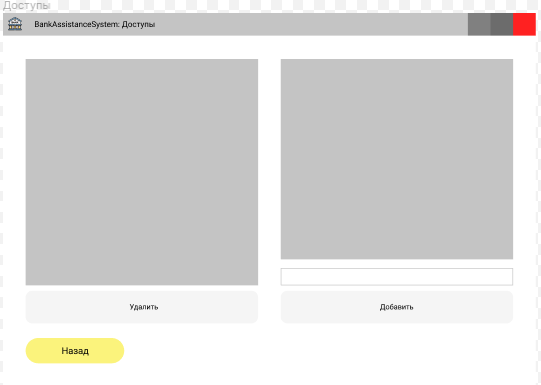 Доступы
BankAssistanceSystem: Доступы
Удалить
Добавить
Назад